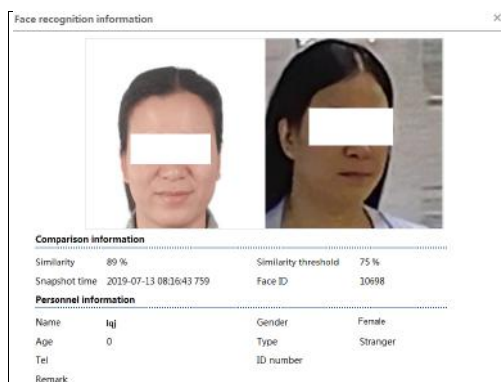 Face recognition information
Comparison information
Similarity 89 % Similarity threshold 75 %
Snapshot time 2019-07-13 08:16:43 759 Face ID 10698
Personnel information
Name lqj Gender Female
Age 0 Type Stranger
Tel ID number
Remark